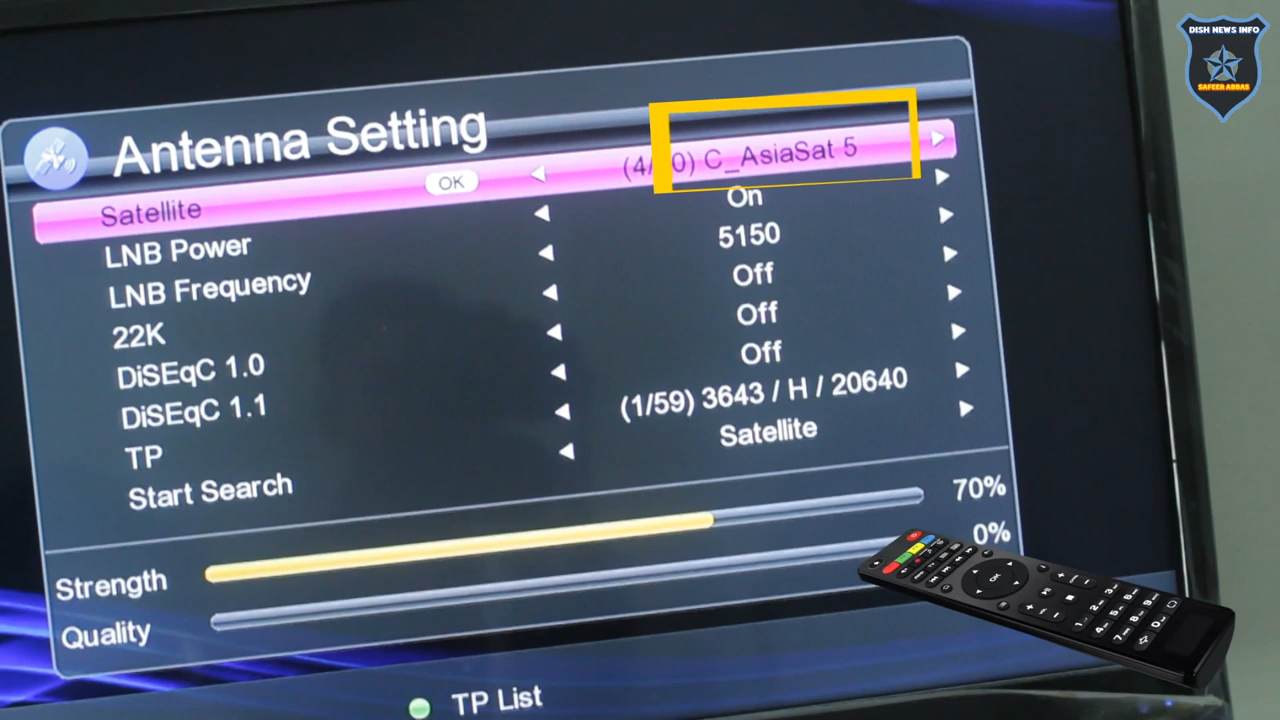 DISH NEWS INFO
SAFEER ABBAS
Antenna Setting
Satellite OK (4/ 0) C_AsiaSat 5
LNB Power On
LNB Frequency 5150
22K Off
DiSEqC 1.0 Off
DiSEqC 1.1 Off
TP (1/59) 3643 / H / 20640
Start Search Satellite
Strength 70%
Quality 0%
TP List